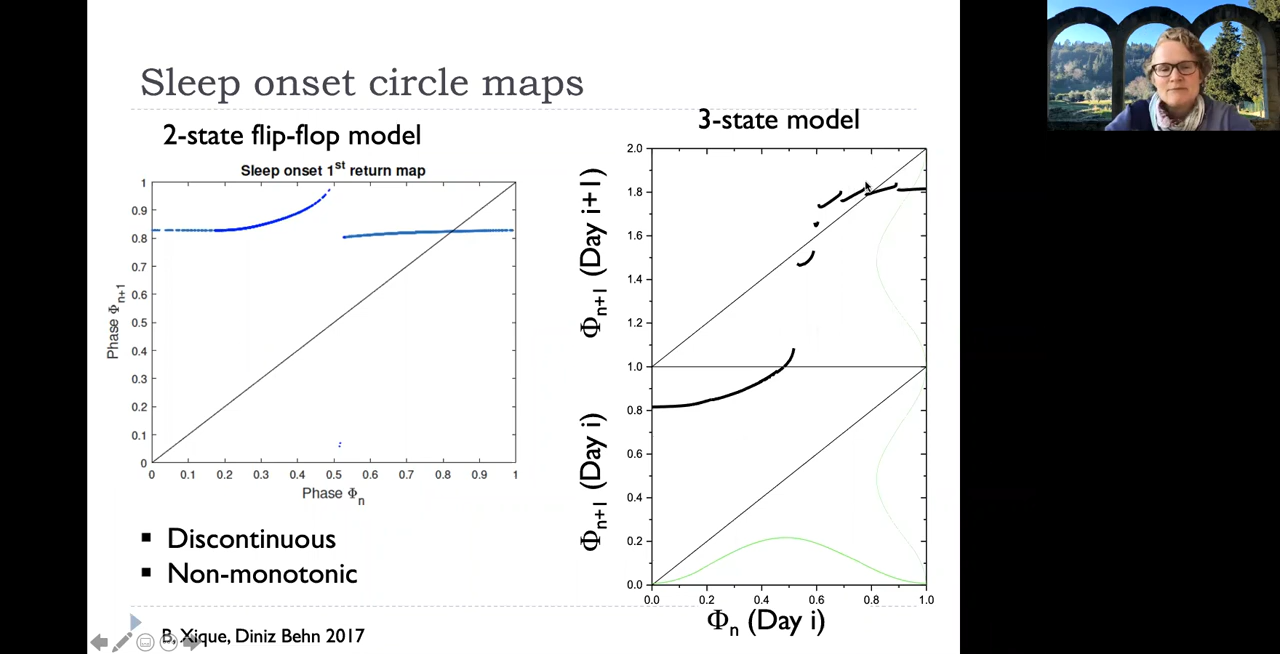 Sleep onset circle maps
2-state flip-flop model
Sleep onset 1st return map
1
0.9
0.8
0.7
0.6
0.5
0.4
0.3
0.2
0.1
0
0 0.1 0.2 0.3 0.4 0.5 0.6 0.7 0.8 0.9 1
Phase Φn+1
Phase Φn
3-state model
2.0
1.8
1.6
1.4
1.2
1.0
0.8
0.6
0.4
0.2
0.0
0.0 0.2 0.4 0.6 0.8 1.0
Φn+1 (Day i+1)
Φn+1 (Day i)
Φn (Day i)
▪ Discontinuous
▪ Non-monotonic
B, Xique, Diniz Behn 2017